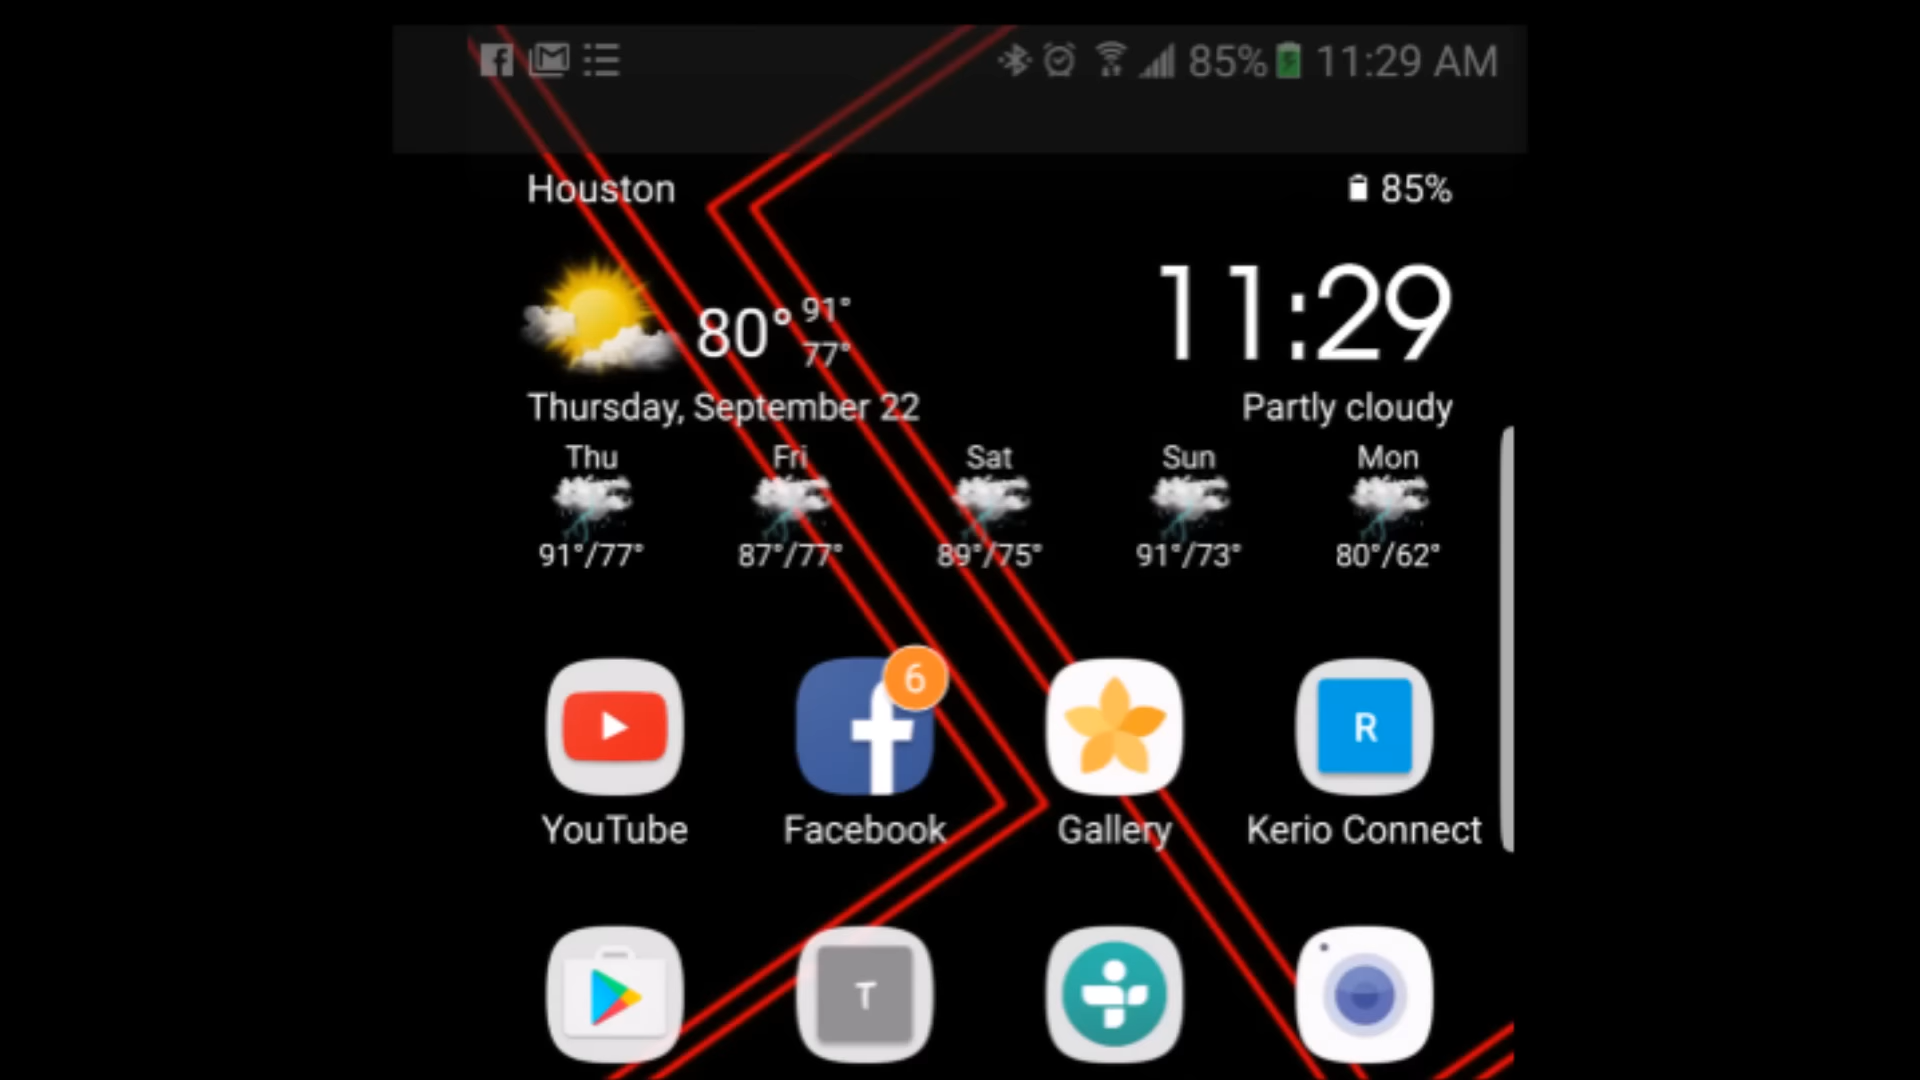 85% 11:29 AM
Houston 85%
80° 91° 77° 11:29
Thursday, September 22 Partly cloudy
Thu Fri Sat Sun Mon
91°/77° 87°/77° 89°/75° 91°/73° 80°/62°
6
R
YouTube Facebook Gallery Kerio Connect
T